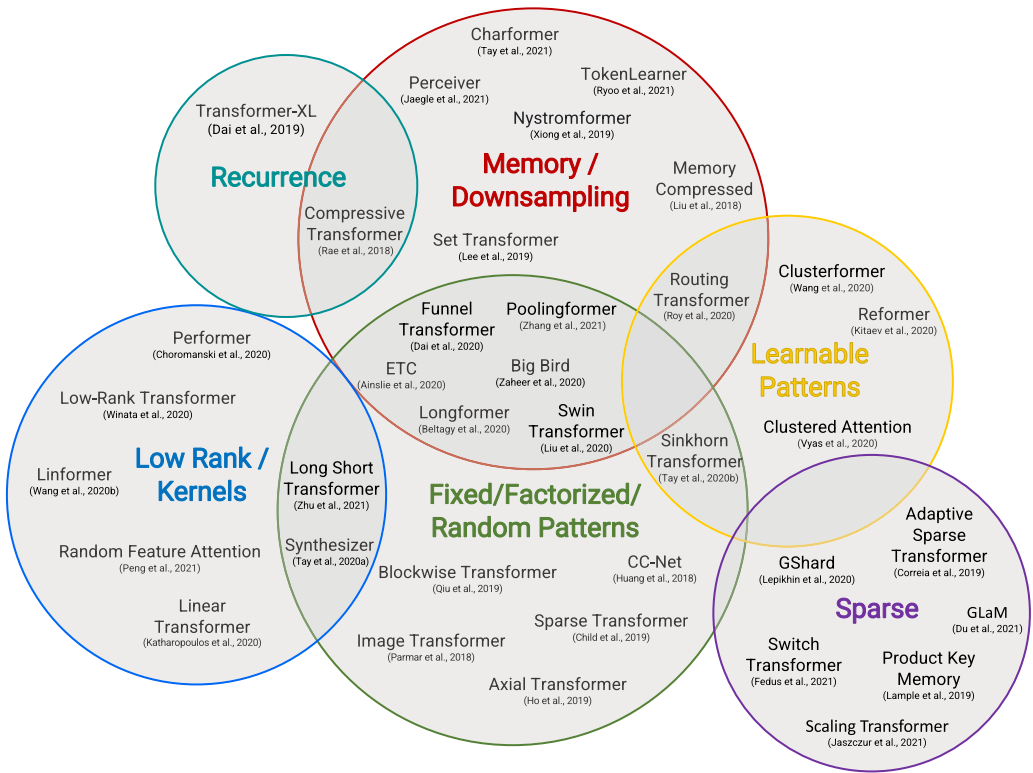 Charformer
(Tay et al., 2021)
Perceiver
(Jaegle et al., 2021)
TokenLearner
(Ryoo et al., 2021)
Nystromformer
(Xiong et al., 2019)
Memory /
Downsampling
Memory
Compressed
(Liu et al., 2018)
Set Transformer
(Lee et al., 2019)
Transformer-XL
(Dai et al., 2019)
Recurrence
Compressive
Transformer
(Rae et al., 2018)
Funnel
Transformer
(Dai et al., 2020)
Poolingformer
(Zhang et al., 2021)
ETC
(Ainslie et al., 2020)
Big Bird
(Zaheer et al., 2020)
Longformer
(Beltagy et al., 2020)
Swin
Transformer
(Liu et al., 2020)
Routing
Transformer
(Roy et al., 2020)
Clusterformer
(Wang et al., 2020)
Reformer
(Kitaev et al., 2020)
Learnable
Patterns
Clustered Attention
(Vyas et al., 2020)
Sinkhorn
Transformer
(Tay et al., 2020b)
Performer
(Choromanski et al., 2020)
Low-Rank Transformer
(Winata et al., 2020)
Linformer
(Wang et al., 2020b)
Low Rank /
Kernels
Random Feature Attention
(Peng et al., 2021)
Linear
Transformer
(Katharopoulos et al., 2020)
Long Short
Transformer
(Zhu et al., 2021)
Synthesizer
(Tay et al., 2020a)
Fixed/Factorized/
Random Patterns
Blockwise Transformer
(Qiu et al., 2019)
CC-Net
(Huang et al., 2018)
Sparse Transformer
(Child et al., 2019)
Image Transformer
(Parmar et al., 2018)
Axial Transformer
(Ho et al., 2019)
Adaptive
Sparse
Transformer
(Correia et al., 2019)
GShard
(Lepikhin et al., 2020)
Sparse
GLaM
(Du et al., 2021)
Switch
Transformer
(Fedus et al., 2021)
Product Key
Memory
(Lample et al., 2019)
Scaling Transformer
(Jaszczur et al., 2021)